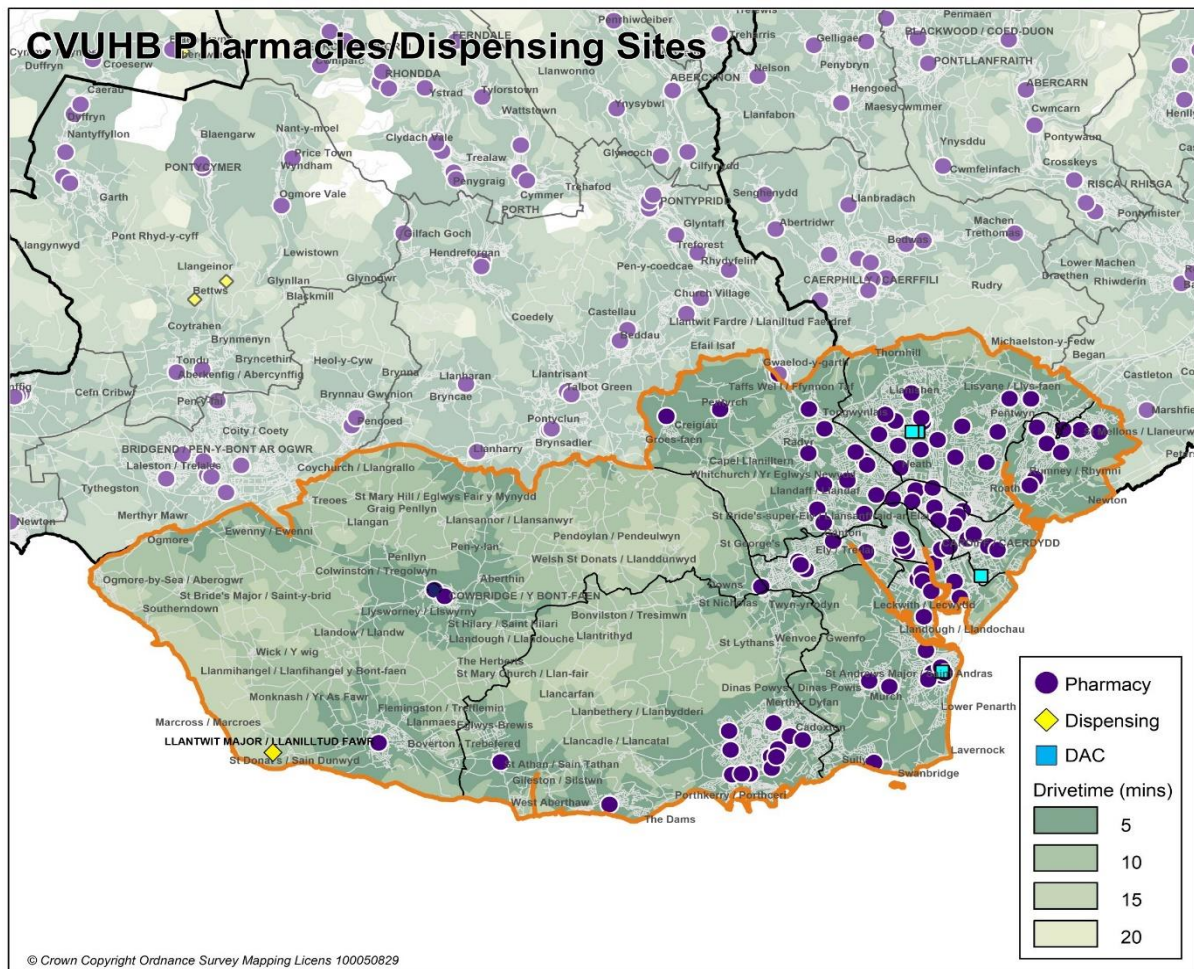 CVUHB Pharmacies/Dispensing Sites
Penrhiwceiber
Treharris
Gelligaer
Penmaen
BLACKWOOD / COED-DUON
Croeserw
FERNDALE
Nelson
Penybryn
PONTLLANFRAITH
Caerau
RHONDDA
Llanwonno
ABERCYNON
Hengoed
ABERCARN
Ystrad
Tylorstown
Maesycwmmer
Cwmcarn
Dyffryn
Wattstown
Ynysybwl
Llanfabon
Nantyffyllon
Blaengarw
Nant-y-moel
Clydach Vale
Ynysddu
Pontywaun
Price Town
Trealaw
Glyncoch
Cilfynydd
Crosskeys
PONTYCYMER
Wyndham
Penygraig
Trehafod
Cwmfelinfach
RISCA / RHISGA
Garth
Ogmore Vale
Cymmer
PORTH
PONTYPRIDD
Senghenydd
Llanbradach
Pontymister
Pont Rhyd-y-cyff
Gilfach Goch
Glyntaff
Abertridwr
Machen
Lewistown
Hendreforgan
Treforest
Bedwas
Trethomas
Llangeinor
Glynllan
Glynogwr
Pen-y-coedcae
Rhydyfelin
Lower Machen
Bettws
Blackmill
Church Village
CAERPHILLY / CAERFFILI
Draethen
Rhiwderin
Coytrahen
Coedely
Castellau
Rudry
Brynmenyn
Beddau
Llantwit Fardre / Llanilltud Faerdref
Tondu
Bryncethin
Heol-y-Cyw
Efail Isaf
Michaelston-y-Fedw
Aberkenfig / Abercynffig
Brynna
Llantrisant
Gwaelod-y-garth
Thornhill
Began
Cefn Cribwr
Llanharan
Talbot Green
Taffs Well / Ffynnon Taf
Castleton
Brynnau Gwynion
Bryncae
Pentyrch
Lisvane / Llys-faen
Coity / Coety
Pencoed
Pontyclun
Creigiau
Tongwynlais
Pentwyn
Brynsadler
Groes-faen
Radyr
BRIDGEND / PEN-Y-BONT AR OGWR
Llanharry
Capel Llanilltern
Laleston / Trelales
Coychurch / Llangrallo
Rumney / Rhymni
Tythegston
Treoes
St Mary Hill / Eglwys Fair y Mynydd
Llandaff / Llandaf
Roath
Newton
Merthyr Mawr
Graig Penllyn
Llangan
Llansannor / Llansanwyr
Newton
Ogmore
Ewenny / Ewenni
Pendoylan / Pendeulwyn
Penllyn
Pen-y-lan
Welsh St Donats / Llanddunwyd
Ogmore-by-Sea / Aberogwr
Colwinston / Tregolwyn
Aberthin
Downs
St Bride's Major / Saint-y-brid
COWBRIDGE / Y BONT-FAEN
St Nicholas
Twyn-yr-odyn
Leckwith / Lecwydd
Southerndown
Llysworney / Llyswyrny
Bonvilston / Tresimwn
Llandow / Llandw
St Hilary / Saint Hilari
Llandough / Llandochau
Llandough / Llandouche
Llantrithyd
St Lythans
Wenvoe / Gwenfo
Wick / Y wig
The Herberts
Llanmihangel / Llanfihangel y Bont-faen
St Mary Church / Llan-fair
Dinas Powys / Dinas Powis
Murch
Monknash / Yr As Fawr
Llancarfan
Merthyr Dyfan
Lower Penarth
Flemingston / Trefflemin
Llanbethery / Llanbydderi
Cadoxton
Marcross / Marcroes
Llanmaes
Eglwys-Brewis
LLANTWIT MAJOR / LLANILLTUD FAWR
Boverton / Trebefered
Llancadle / Llancatal
Sully
Lavernock
St Donats / Sain Dunwyd
St Athan / Sain Tathan
Swanbridge
Gileston / Silstwn
West Aberthaw
Porthkerry / Porthceri
The Dams
Pharmacy
Dispensing
DAC
Drivetime (mins)
5
10
15
20
© Crown Copyright Ordnance Survey Mapping Licens 100050829